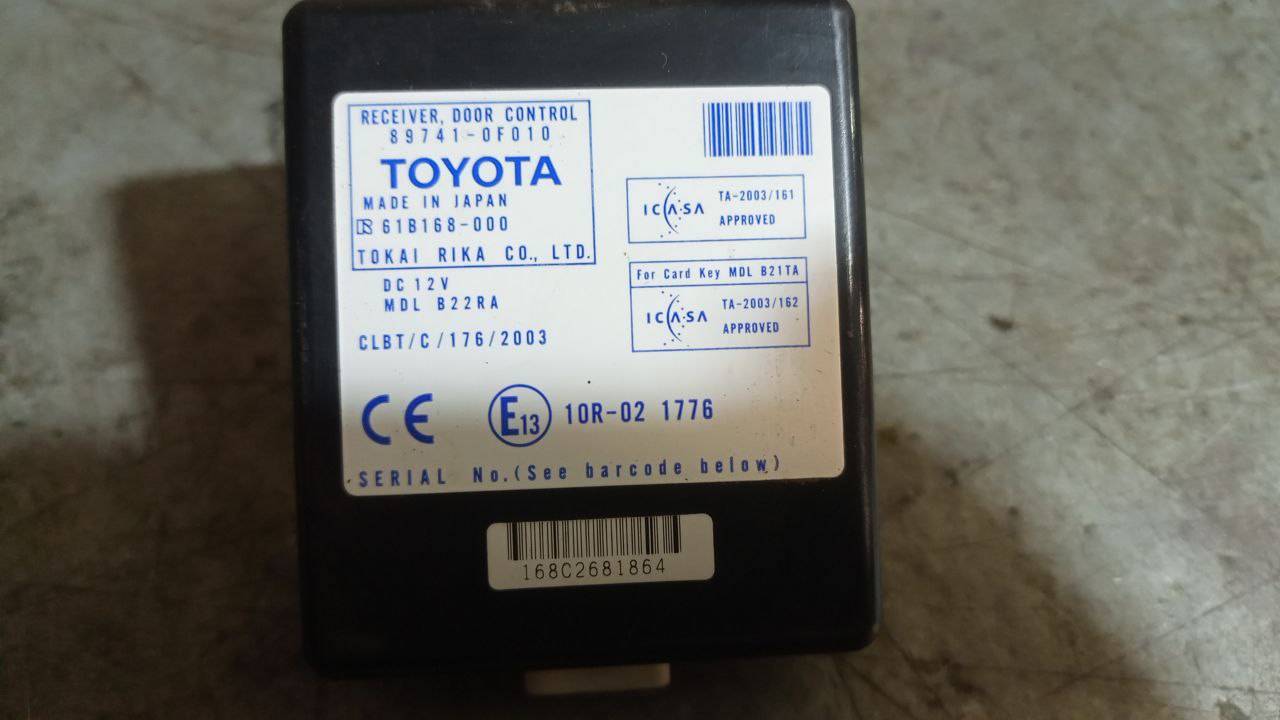 RECEIVER, DOOR CONTROL
89741-0F010
TOYOTA
MADE IN JAPAN
61B168-000
TOKAI RIKA CO., LTD.
DC 12V
MDL B22RA
CLBT/C/176/2003
ICASA
TA-2003/161
APPROVED
For Card Key MDL B21TA
ICASA
TA-2003/162
APPROVED
CE E13 10R-02 1776
SERIAL No.(See barcode below)
168C2681864